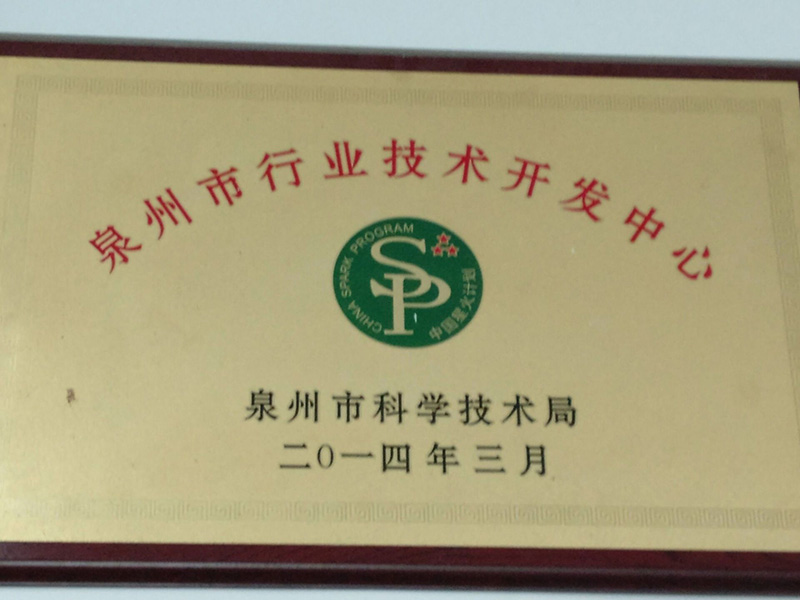 泉州市行业技术开发中心
CHINA SPARK PROGRAM
SP
中国星火计划
泉州市科学技术局
二〇一四年三月